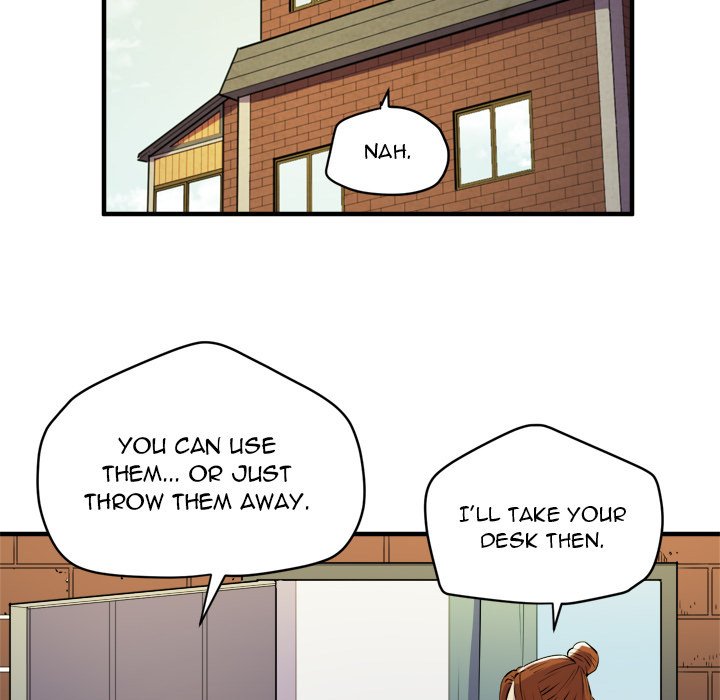 NAH.
YOU CAN USE
THEM... OR JUST
THROW THEM AWAY.
I'LL TAKE YOUR
DESK THEN.